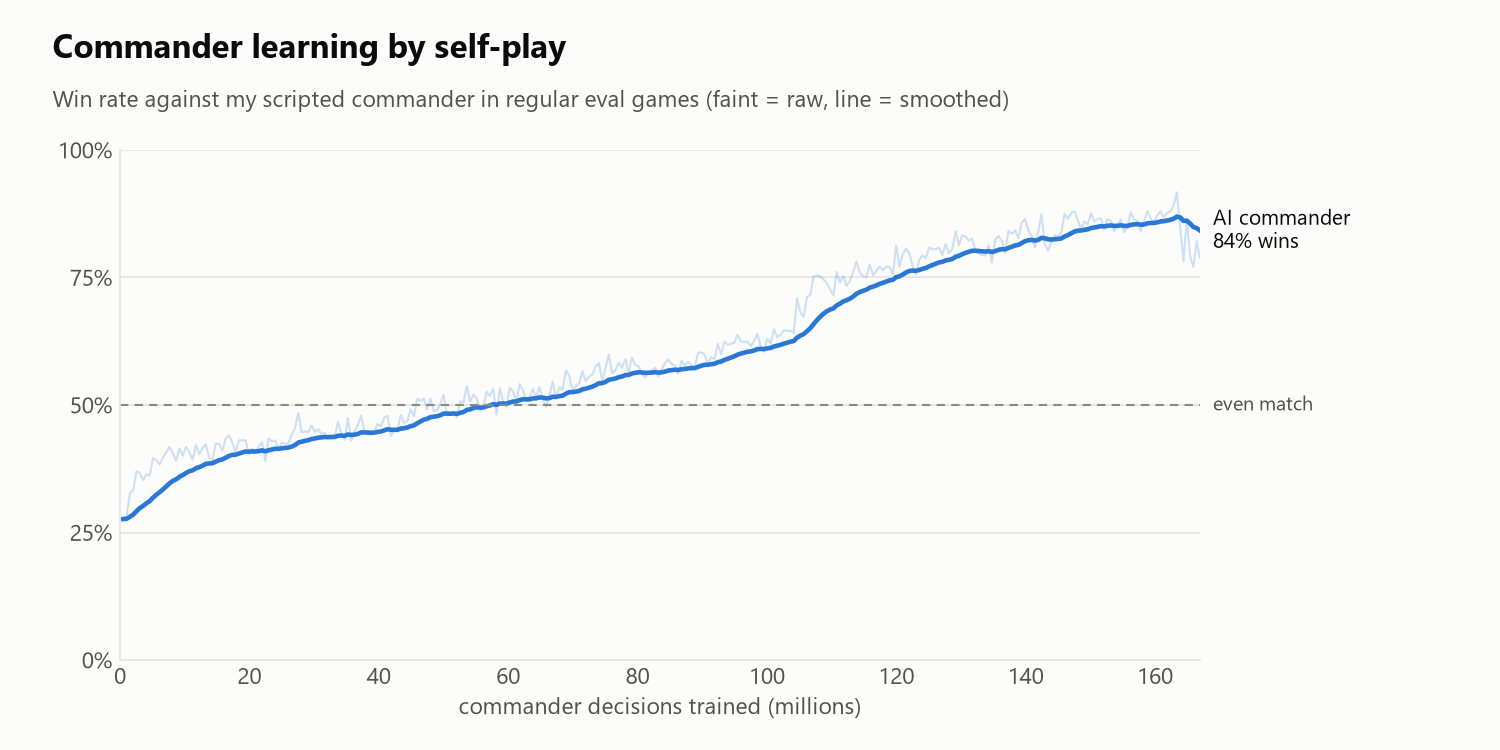 Commander learning by self-play
Win rate against my scripted commander in regular eval games (faint = raw, line = smoothed)
100%
75%
50%
25%
0%
AI commander
84% wins
even match
0 20 40 60 80 100 120 140 160
commander decisions trained (millions)